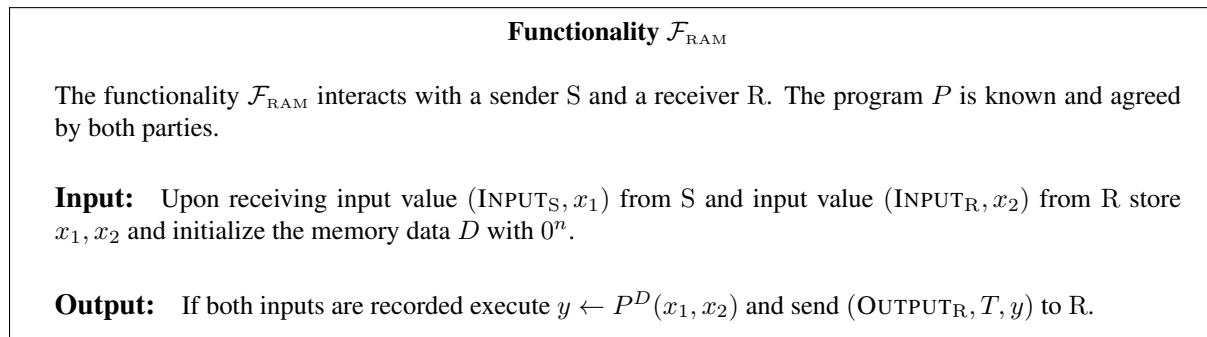 Functionality $\mathcal{F}_{\text{RAM}}$
The functionality $\mathcal{F}_{\text{RAM}}$ interacts with a sender S and a receiver R. The program $P$ is known and agreed
by both parties.
Input: Upon receiving input value $(\text{INPUT}_{\text{S}}, x_1)$ from S and input value $(\text{INPUT}_{\text{R}}, x_2)$ from R store
$x_1, x_2$ and initialize the memory data $D$ with $0^n$.
Output: If both inputs are recorded execute $y \leftarrow P^D(x_1, x_2)$ and send $(\text{OUTPUT}_{\text{R}}, T, y)$ to R.